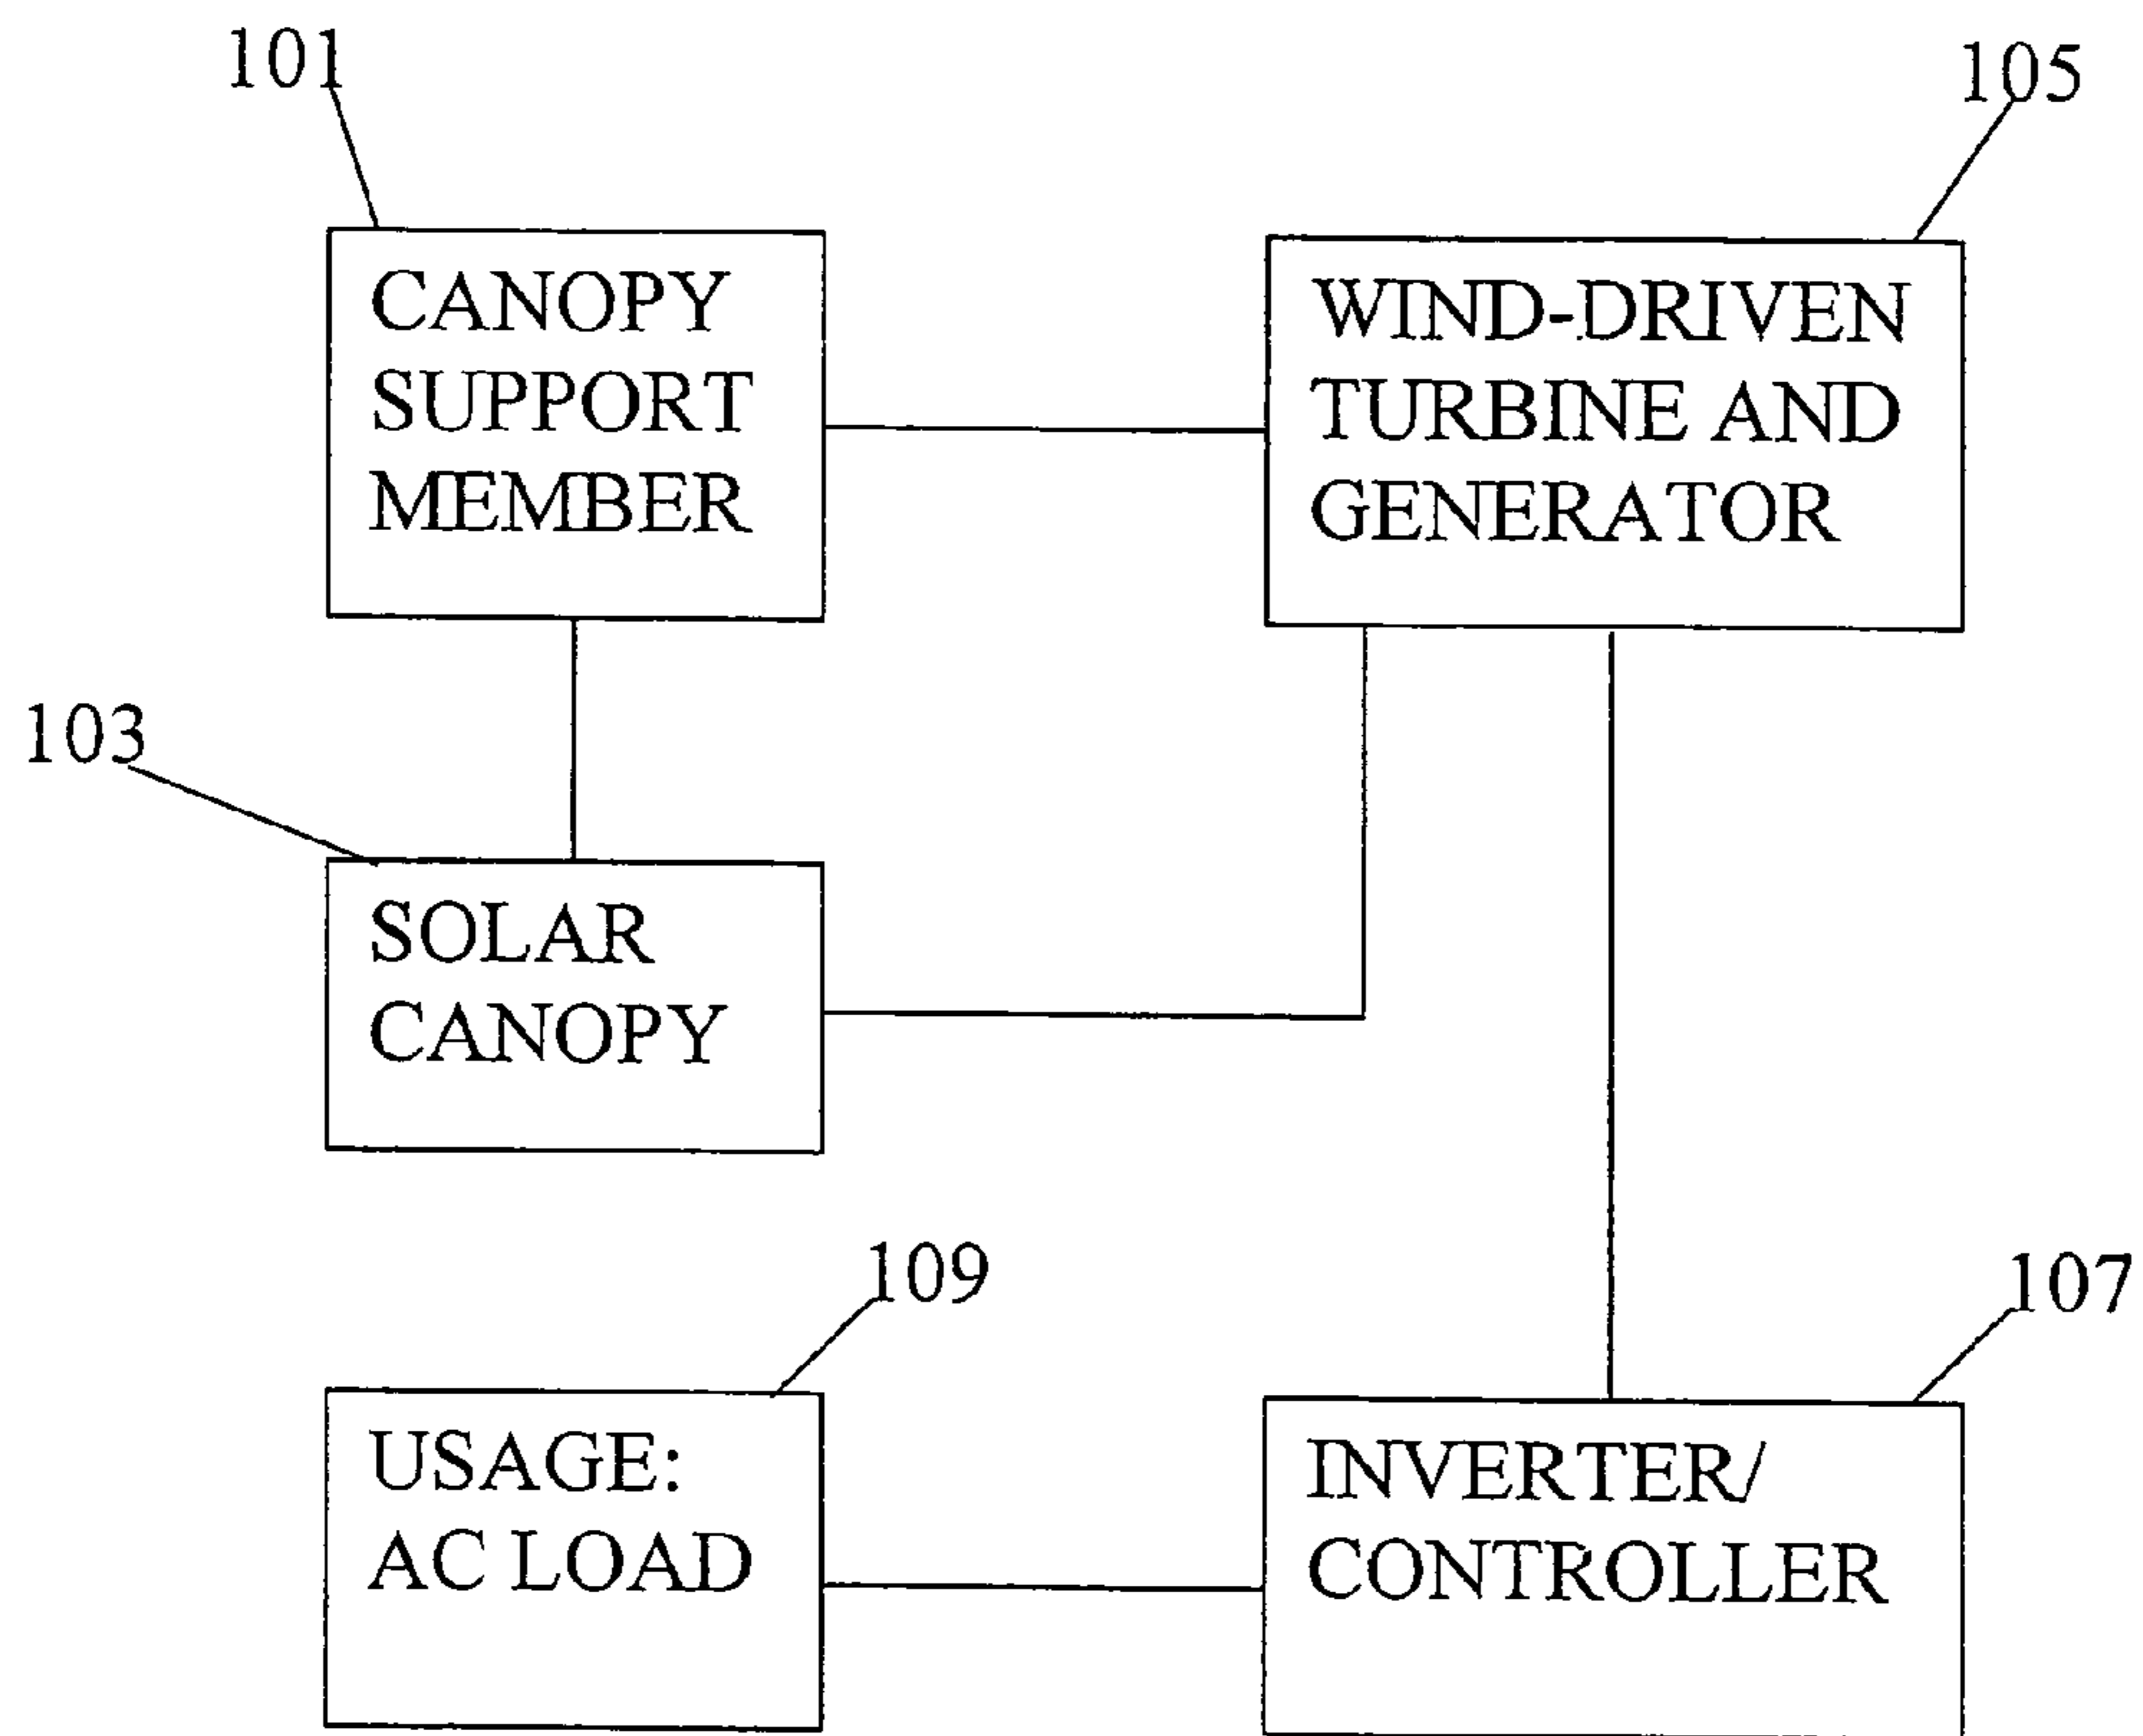 101
105
CANOPY
SUPPORT
MEMBER
WIND-DRIVEN
TURBINE AND
GENERATOR
103
SOLAR
CANOPY
109
107
USAGE:
AC LOAD
INVERTER/
CONTROLLER